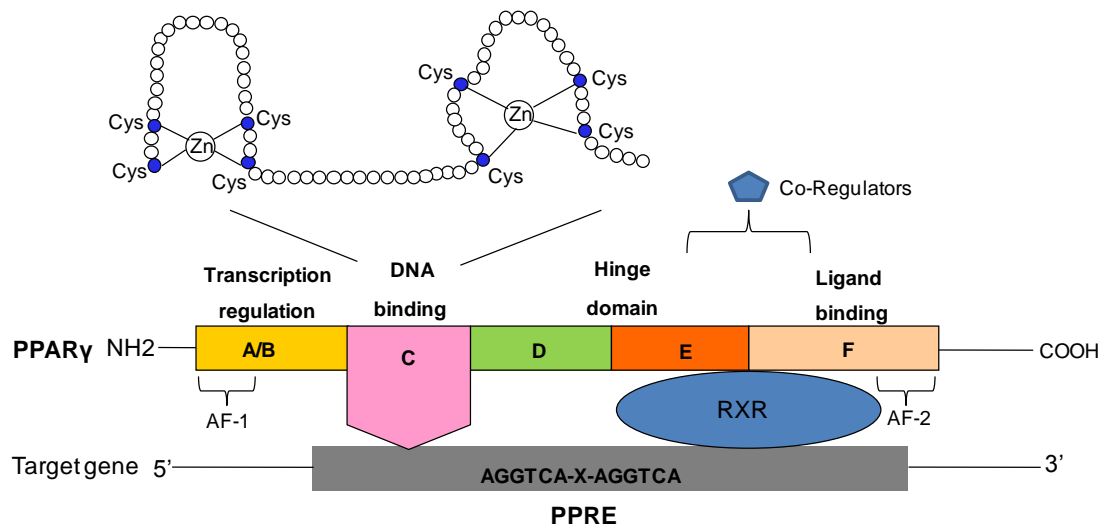 Cys Cys
Zn
Cys Cys
Cys Cys
Zn
Cys
Cys
Co-Regulators
Transcription
regulation
DNA
binding
Hinge
domain
Ligand
binding
PPARγ NH2 A/B C D E F COOH
AF-1 RXR AF-2
Target gene 5’ 3’
AGGTCA-X-AGGTCA
PPRE